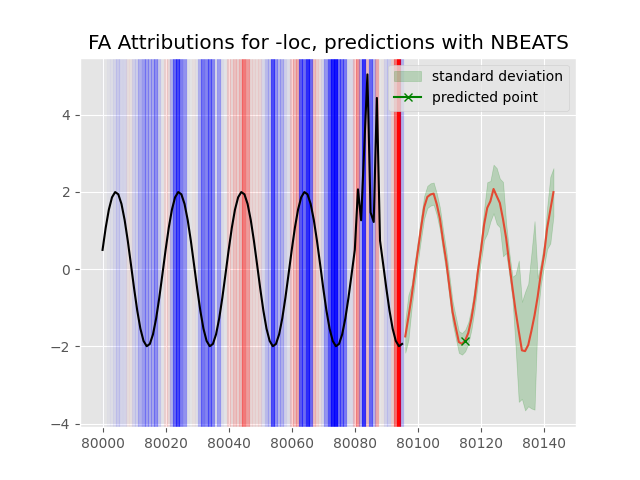 FA Attributions for -loc, predictions with NBEATS
standard deviation
predicted point
4
2
0
−2
−4
80000 80020 80040 80060 80080 80100 80120 80140